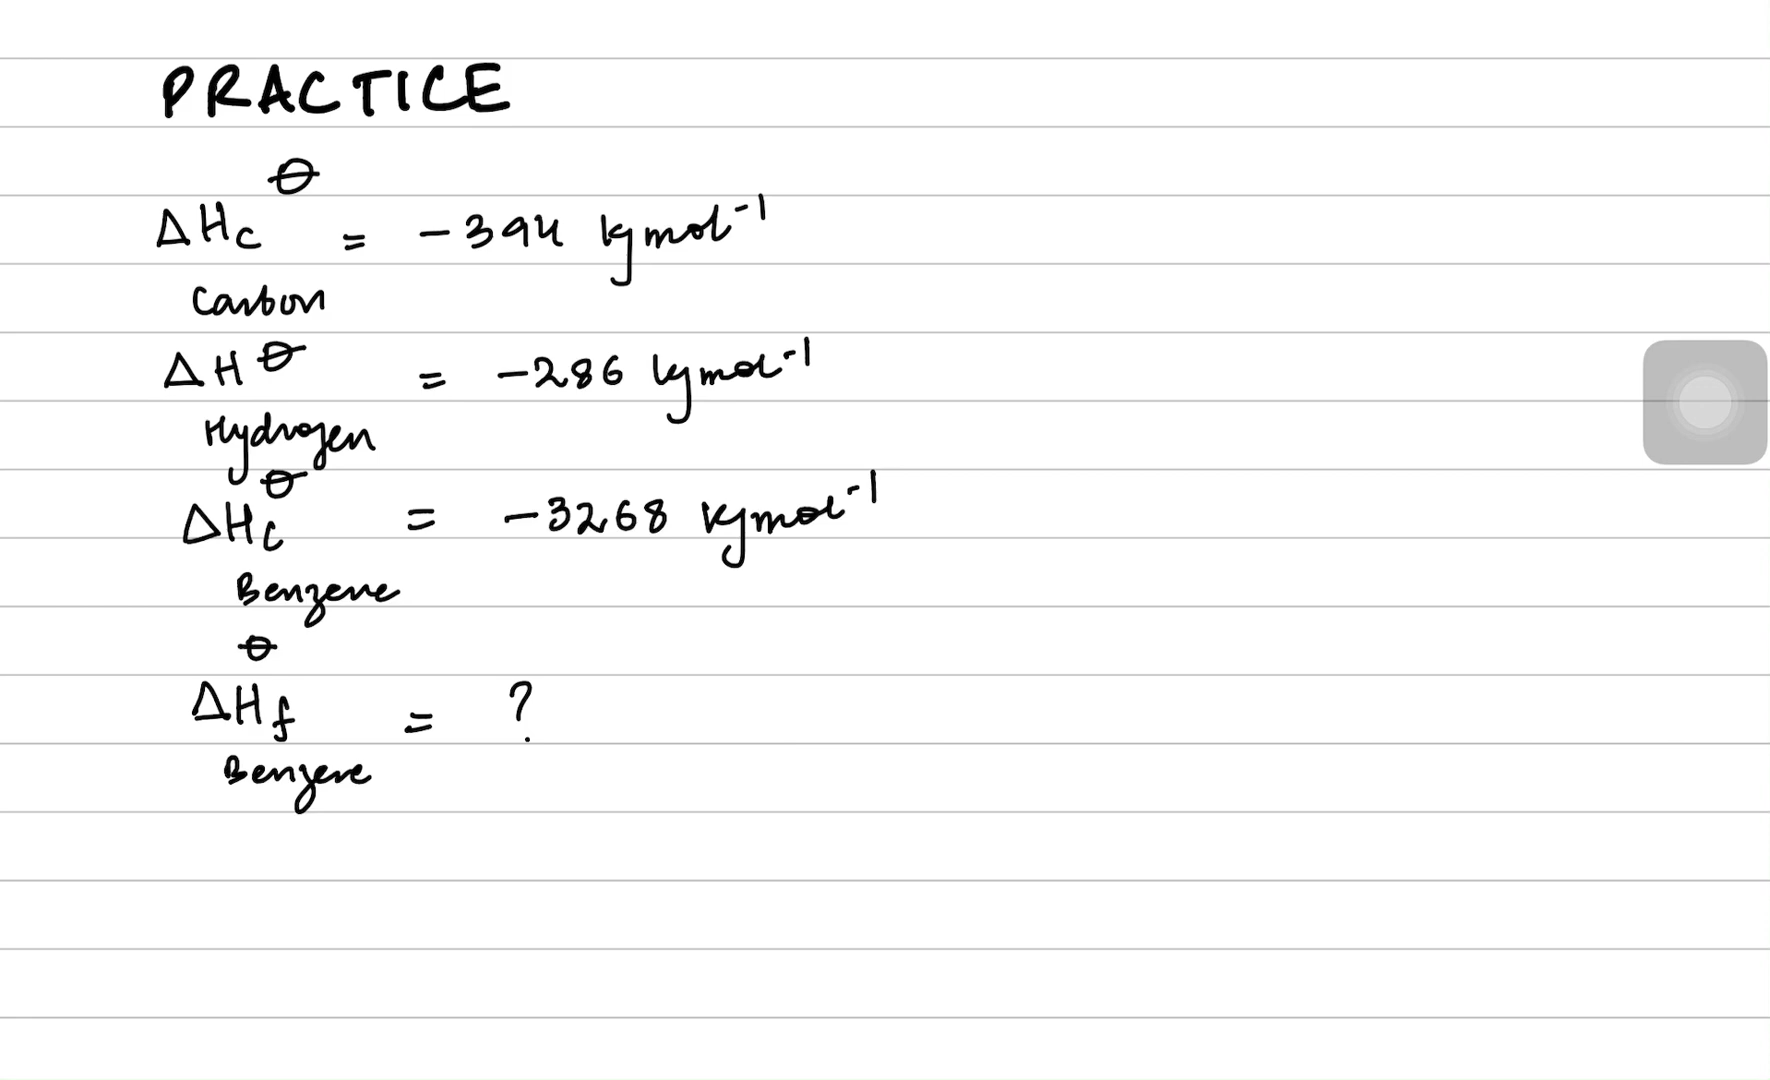 PRACTICE
ΔHc⦵ = -394 kJmol⁻¹
Carbon
ΔH⦵ = -286 kJmol⁻¹
Hydrogen
ΔHc⦵ = -3268 kJmol⁻¹
Benzene
ΔHf⦵ = ?
Benzene